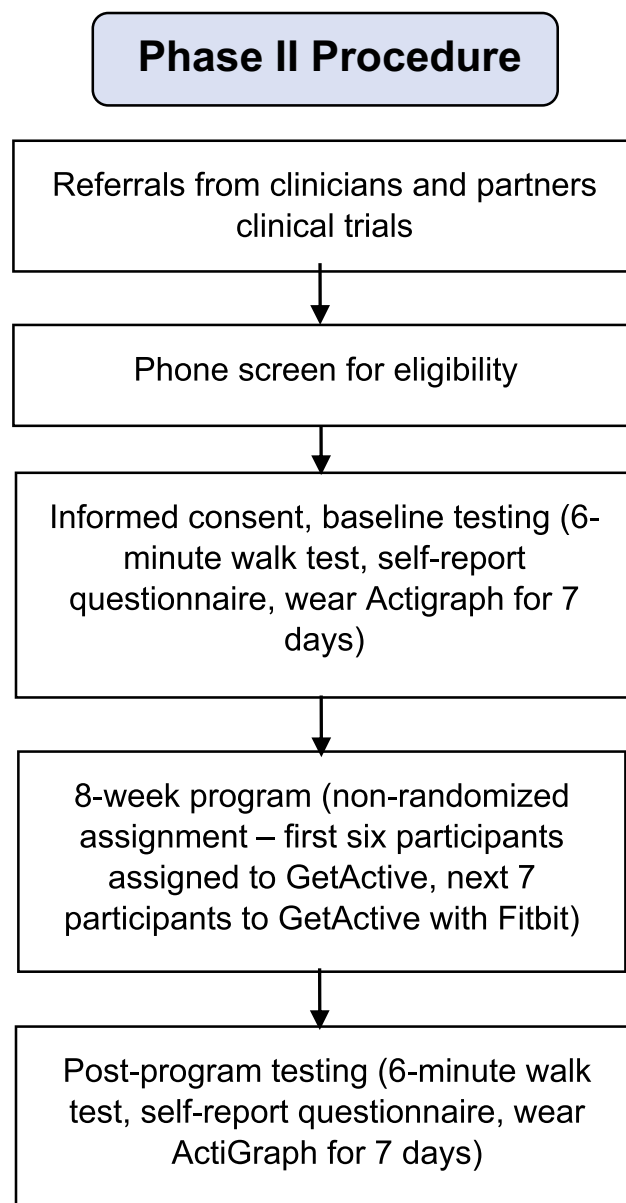 Phase II Procedure
Referrals from clinicians and partners
clinical trials
Phone screen for eligibility
Informed consent, baseline testing (6-
minute walk test, self-report
questionnaire, wear Actigraph for 7
days)
8-week program (non-randomized
assignment – first six participants
assigned to GetActive, next 7
participants to GetActive with Fitbit)
Post-program testing (6-minute walk
test, self-report questionnaire, wear
ActiGraph for 7 days)